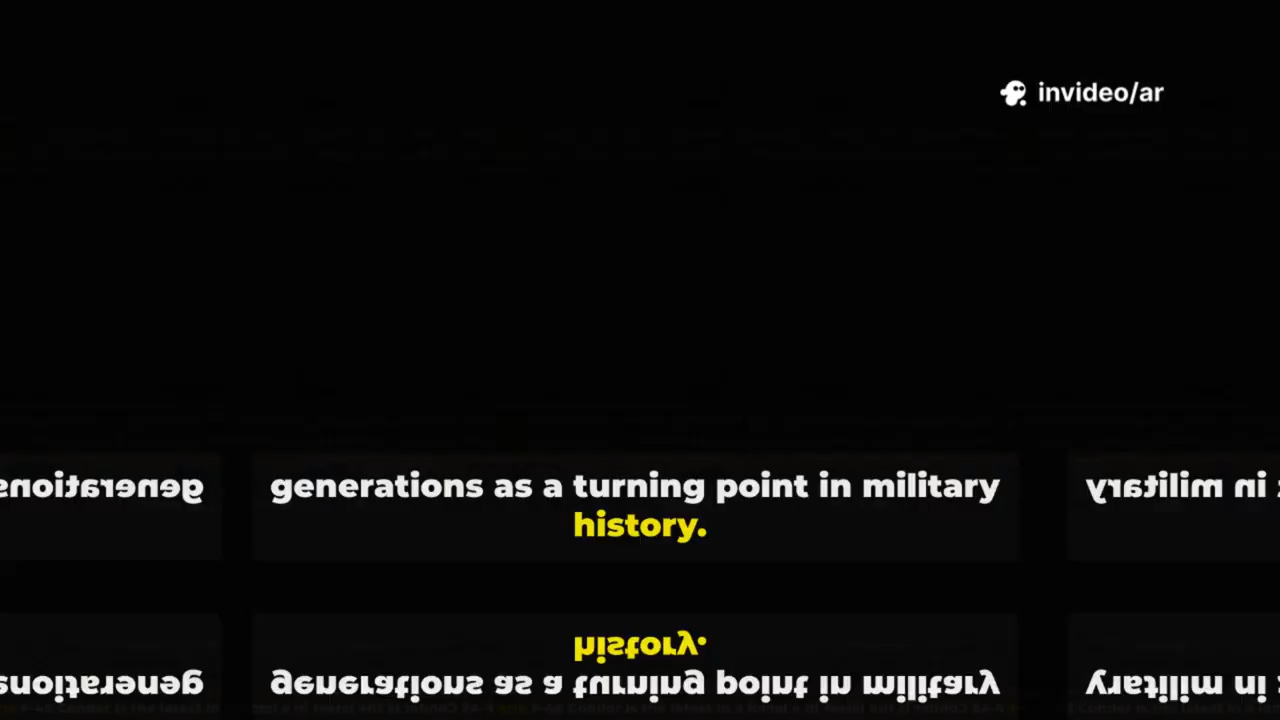 invideo/ar
generations as a turning point in military
history.